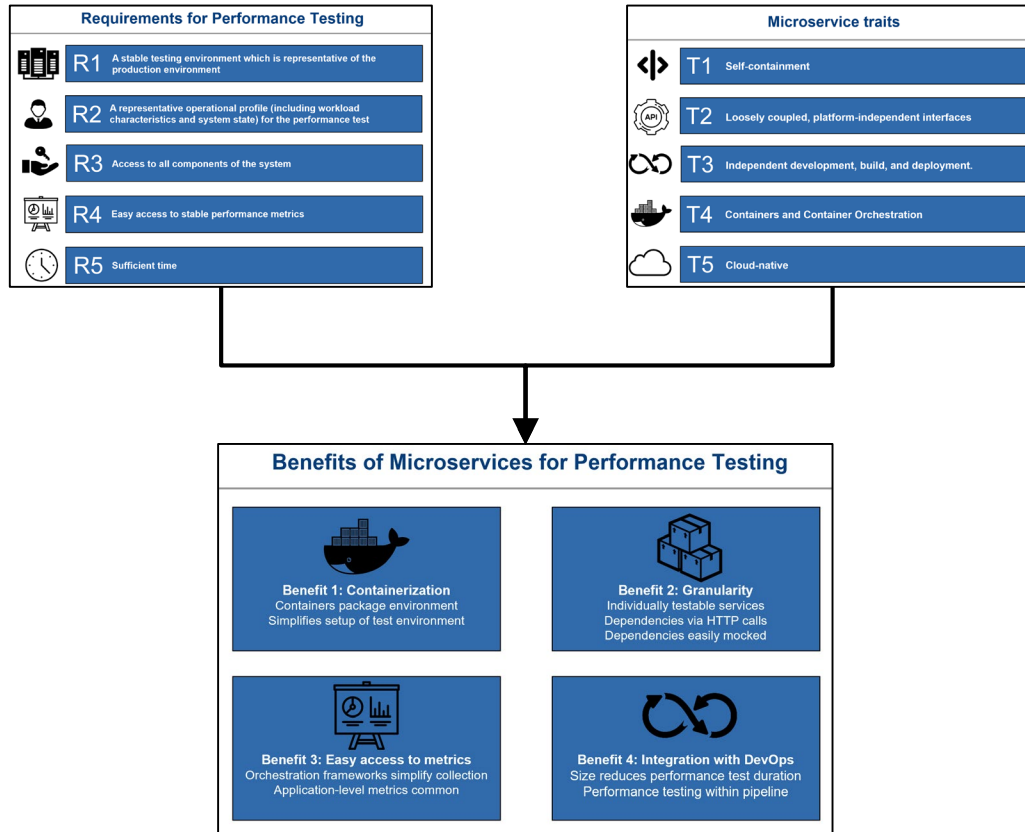 Requirements for Performance Testing
R1 A stable testing environment which is representative of the
production environment
R2 A representative operational profile (including workload
characteristics and system state) for the performance test
R3 Access to all components of the system
R4 Easy access to stable performance metrics
R5 Sufficient time
Microservice traits
T1 Self-containment
API
T2 Loosely coupled, platform-independent interfaces
T3 Independent development, build, and deployment.
T4 Containers and Container Orchestration
T5 Cloud-native
Benefits of Microservices for Performance Testing
Benefit 1: Containerization
Containers package environment
Simplifies setup of test environment
Benefit 2: Granularity
Individually testable services
Dependencies via HTTP calls
Dependencies easily mocked
Benefit 3: Easy access to metrics
Orchestration frameworks simplify collection
Application-level metrics common
Benefit 4: Integration with DevOps
Size reduces performance test duration
Performance testing within pipeline